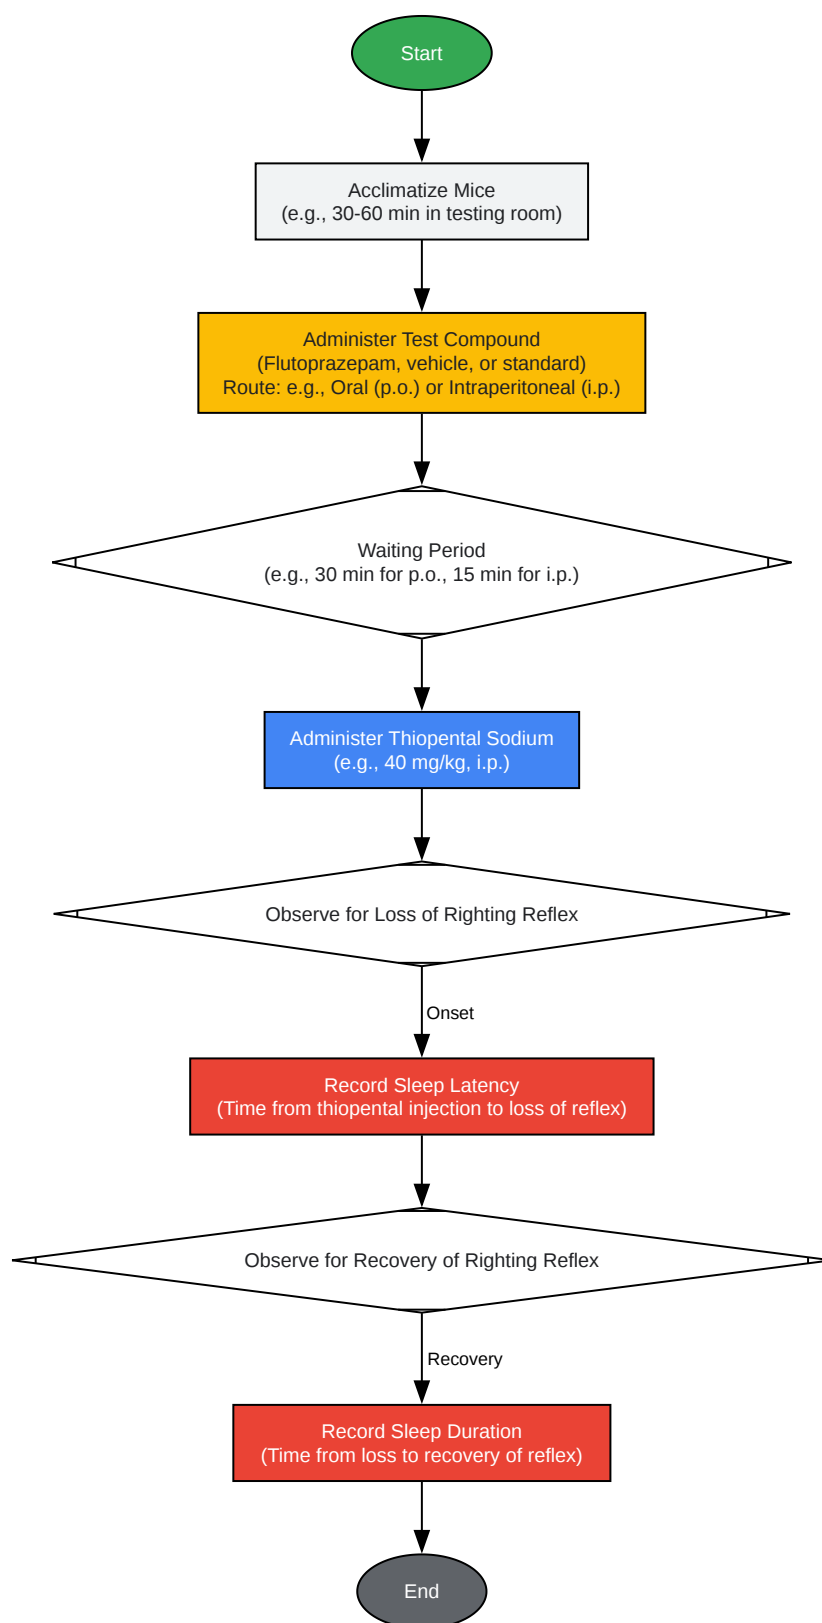 Start
Acclimatize Mice
(e.g., 30-60 min in testing room)
Administer Test Compound
(Flutoprazepam, vehicle, or standard)
Route: e.g., Oral (p.o.) or Intraperitoneal (i.p.)
Waiting Period
(e.g., 30 min for p.o., 15 min for i.p.)
Administer Thiopental Sodium
(e.g., 40 mg/kg, i.p.)
Observe for Loss of Righting Reflex
Onset
Record Sleep Latency
(Time from thiopental injection to loss of reflex)
Observe for Recovery of Righting Reflex
Recovery
Record Sleep Duration
(Time from loss to recovery of reflex)
End